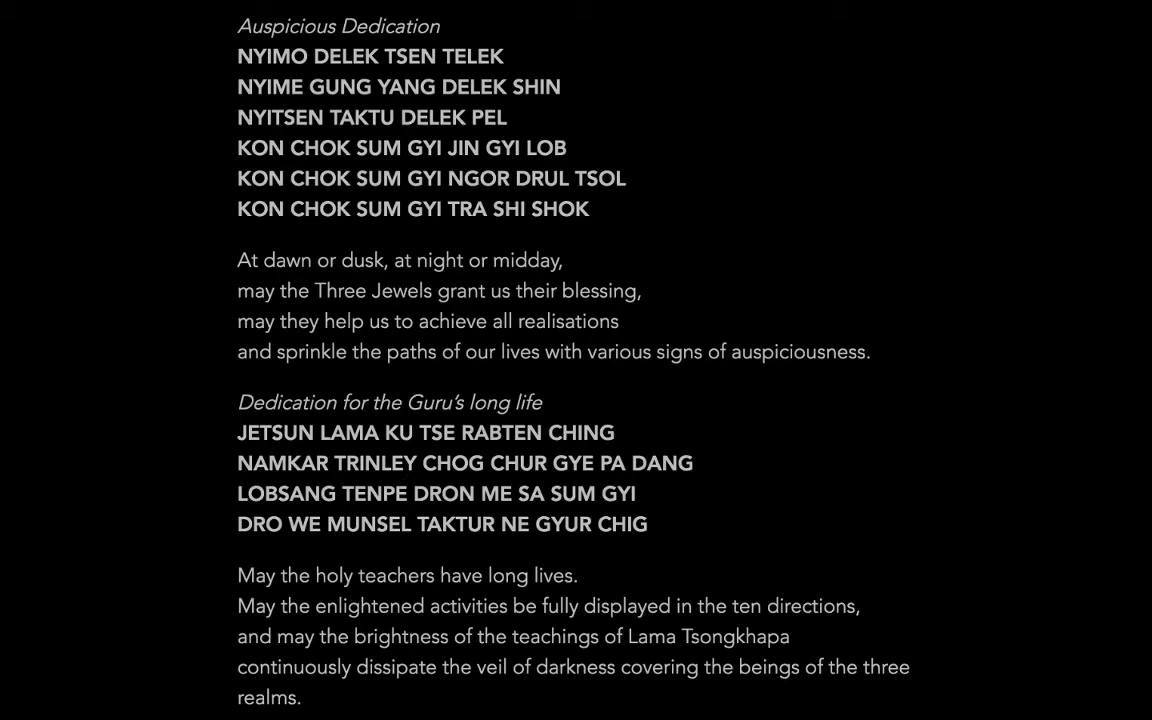 Auspicious Dedication
NYIMO DELEK TSEN TELEK
NYIME GUNG YANG DELEK SHIN
NYITSEN TAKTU DELEK PEL
KON CHOK SUM GYI JIN GYI LOB
KON CHOK SUM GYI NGOR DRUL TSOL
KON CHOK SUM GYI TRA SHI SHOK
At dawn or dusk, at night or midday,
may the Three Jewels grant us their blessing,
may they help us to achieve all realisations
and sprinkle the paths of our lives with various signs of auspiciousness.
Dedication for the Guru's long life
JETSUN LAMA KU TSE RABTEN CHING
NAMKAR TRINLEY CHOG CHUR GYE PA DANG
LOBSANG TENPE DRON ME SA SUM GYI
DRO WE MUNSEL TAKTUR NE GYUR CHIG
May the holy teachers have long lives.
May the enlightened activities be fully displayed in the ten directions,
and may the brightness of the teachings of Lama Tsongkhapa
continuously dissipate the veil of darkness covering the beings of the three
realms.